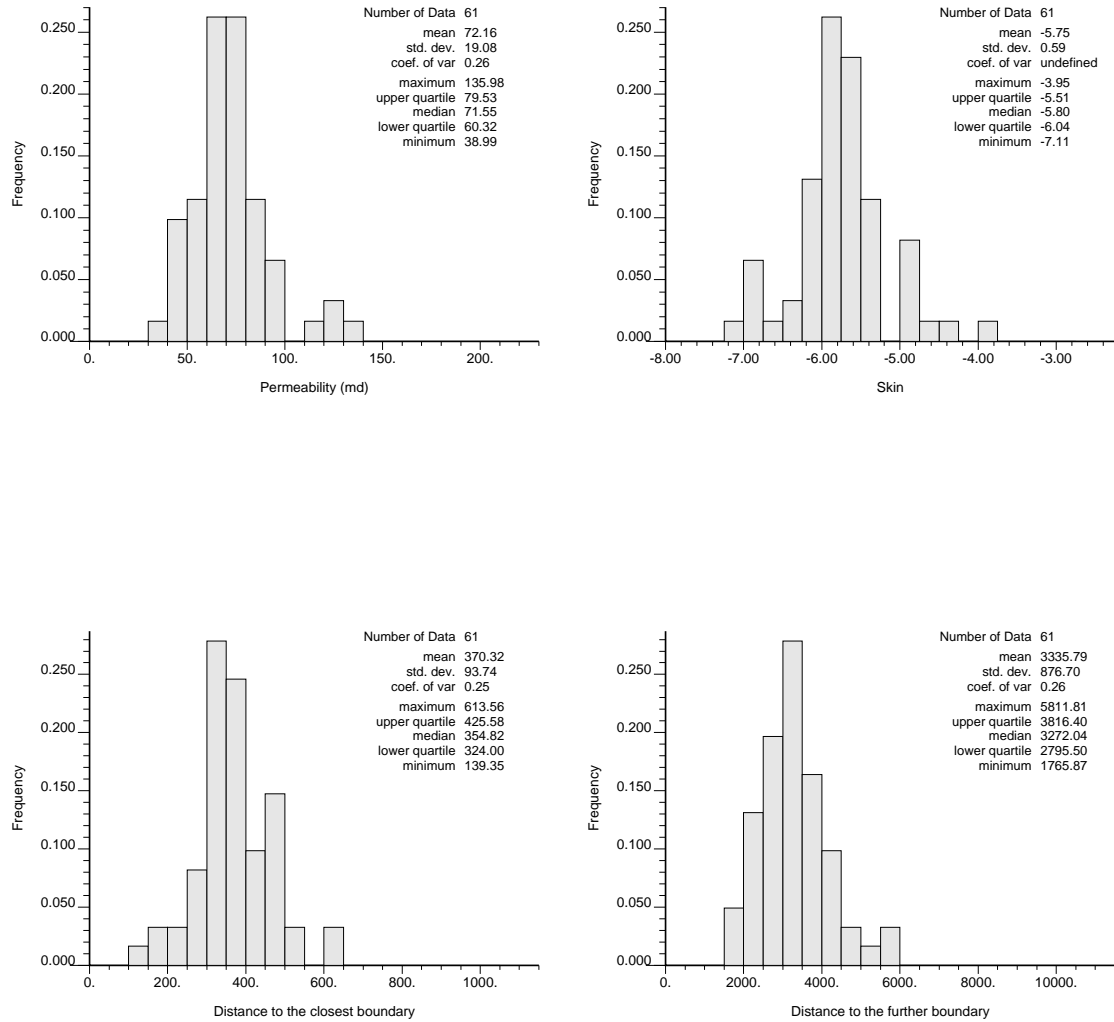 Number of Data 61
mean 72.16
std. dev. 19.08
coef. of var 0.26
maximum 135.98
upper quartile 79.53
median 71.55
lower quartile 60.32
minimum 38.99
Frequency
0.250
0.200
0.150
0.100
0.050
0.000
0. 50. 100. 150. 200.
Permeability (md)
Number of Data 61
mean -5.75
std. dev. 0.59
coef. of var undefined
maximum -3.95
upper quartile -5.51
median -5.80
lower quartile -6.04
minimum -7.11
Frequency
0.250
0.200
0.150
0.100
0.050
0.000
-8.00 -7.00 -6.00 -5.00 -4.00 -3.00
Skin
Number of Data 61
mean 370.32
std. dev. 93.74
coef. of var 0.25
maximum 613.56
upper quartile 425.58
median 354.82
lower quartile 324.00
minimum 139.35
Frequency
0.250
0.200
0.150
0.100
0.050
0.000
0. 200. 400. 600. 800. 1000.
Distance to the closest boundary
Number of Data 61
mean 3335.79
std. dev. 876.70
coef. of var 0.26
maximum 5811.81
upper quartile 3816.40
median 3272.04
lower quartile 2795.50
minimum 1765.87
Frequency
0.250
0.200
0.150
0.100
0.050
0.000
0. 2000. 4000. 6000. 8000. 10000.
Distance to the further boundary